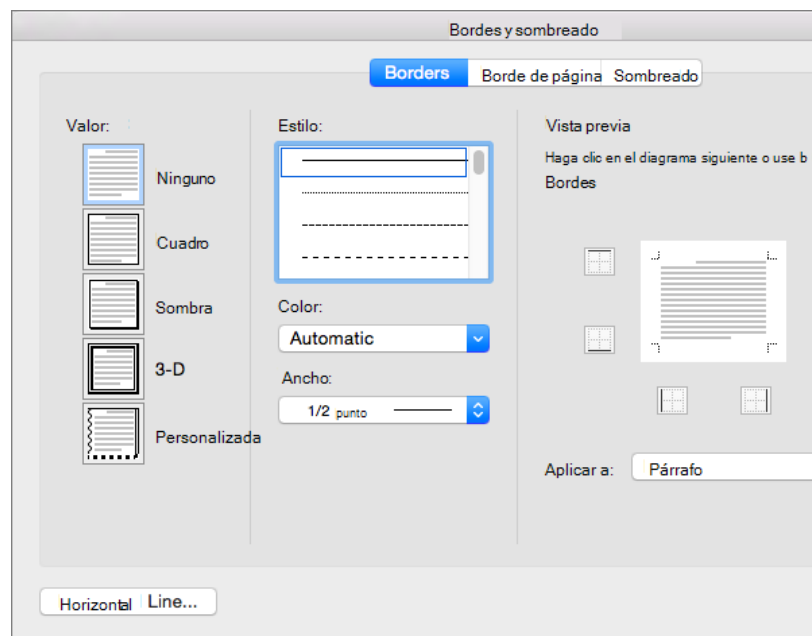 Bordes y sombreado
Borders Borde de página Sombreado
Valor:
Ninguno
Cuadro
Sombra
3-D
Personalizada
Estilo:
Color:
Automatic
Ancho:
1/2 punto
Vista previa
Haga clic en el diagrama siguiente o use b
Bordes
Aplicar a: Párrafo
Horizontal Line...